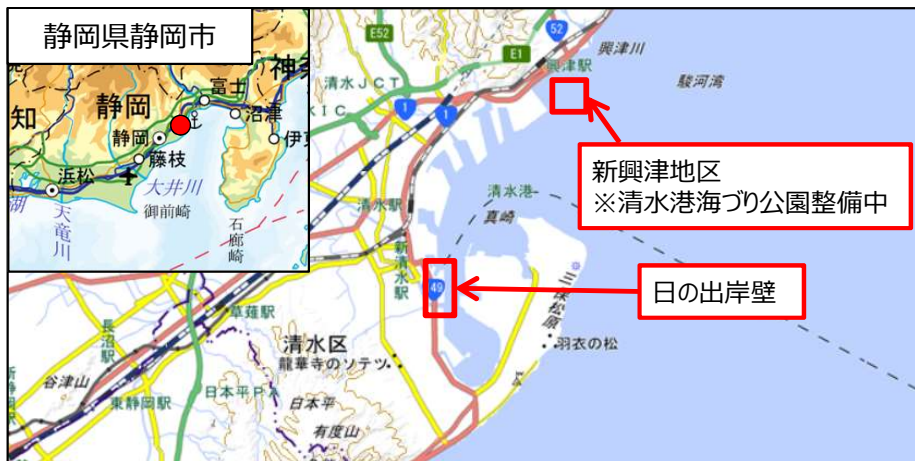 静岡県静岡市
静岡
富士
沼津
静岡
藤枝
浜松
大井川
御前崎
天竜川
石廊崎
知
湖
E52
52
E1
興津川
興津駅
清水JCT
駿河湾
1
1
新興津地区
※清水港海づり公園整備中
清水港
真崎
清水駅
新清水駅
49
日の出岸壁
三保松原
羽衣の松
草薙駅
長沼駅
清水区
龍華寺のソテツ
谷津山
東静岡駅
日本平PA
日本平
有度山